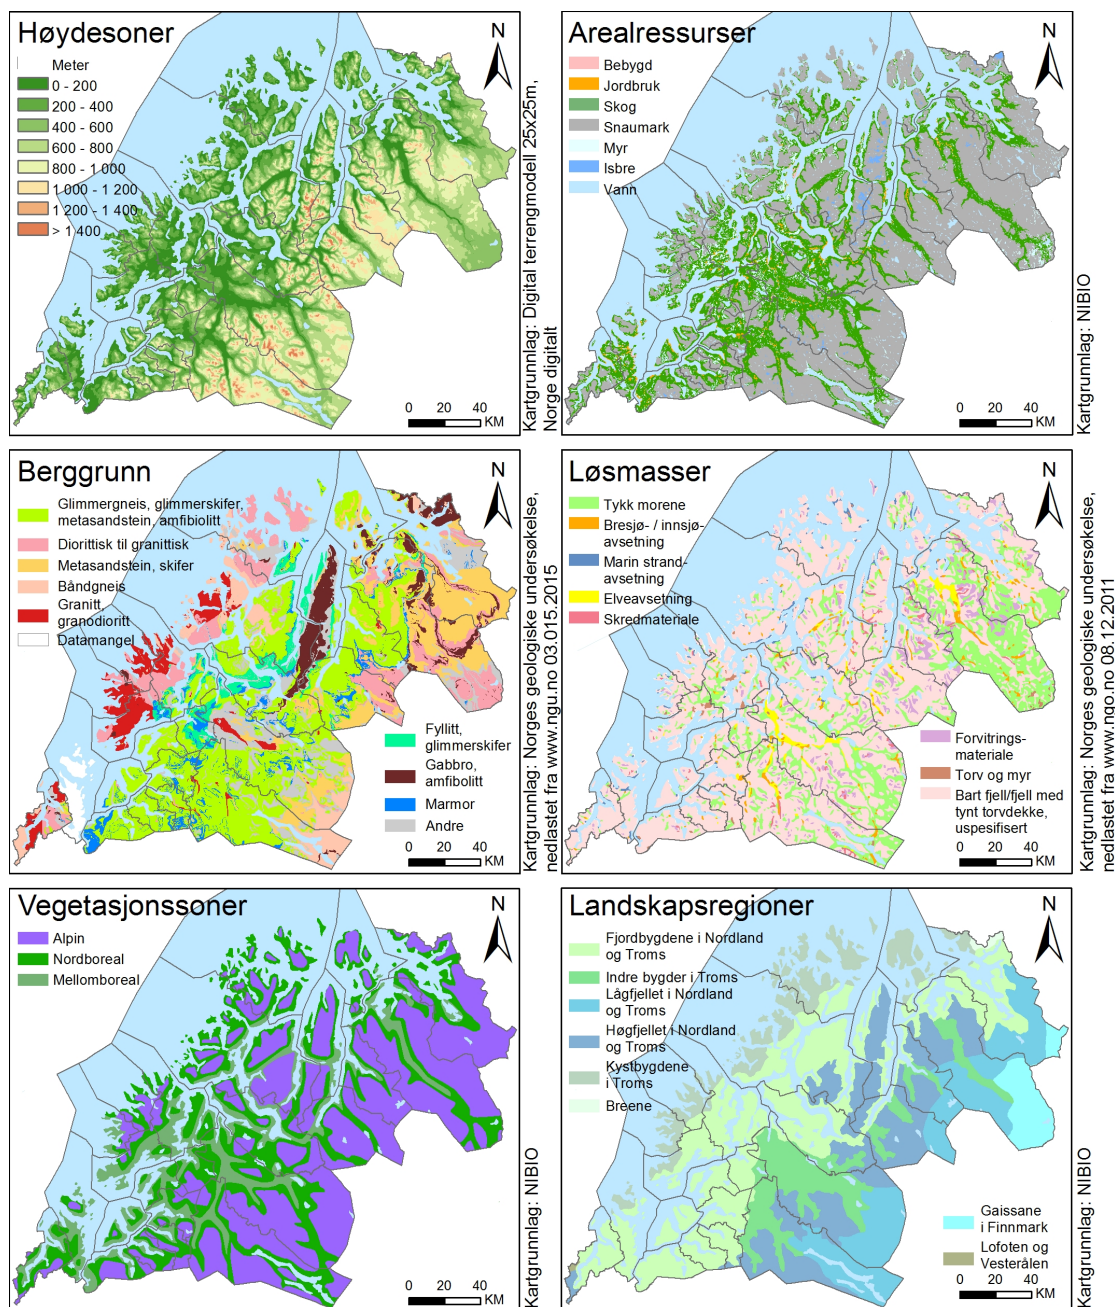 Høydesoner
Meter
0 - 200
200 - 400
400 - 600
600 - 800
800 - 1 000
1 000 - 1 200
1 200 - 1 400
> 1 400
N
0 20 40
KM
Kartgrunnlag: Digital terrengmodell 25x25m,
Norge digitalt
Arealressurser
Bebygd
Jordbruk
Skog
Snaumark
Myr
Isbre
Vann
N
0 20 40
KM
Kartgrunnlag: NIBIO
Berggrunn
Glimmergneis, glimmerskifer,
metasandstein, amfibiolitt
Diorittisk til granittisk
Metasandstein, skifer
Båndgneis
Granitt,
granodioritt
Datamangel
N
Fyllitt,
glimmerskifer
Gabbro,
amfibolitt
Marmor
Andre
0 20 40
KM
Kartgrunnlag: Norges geologiske undersøkelse,
nedlastet fra www.ngu.no 03.015.2015
Løsmasser
Tykk morene
Bresjø- / innsjø-
avsetning
Marin strand-
avsetning
Elveavsetning
Skredmateriale
N
Forvitrings-
materiale
Torv og myr
Bart fjell/fjell med
tynt torvdekke,
uspesifisert
0 20 40
KM
Kartgrunnlag: Norges geologiske undersøkelse,
nedlastet fra www.ngo.no 08.12.2011
Vegetasjonssoner
Alpin
Nordboreal
Mellomboreal
N
0 20 40
KM
Kartgrunnlag: NIBIO
Landskapsregioner
Fjordbygdene i Nordland
og Troms
Indre bygder i Troms
Lågfjellet i Nordland
og Troms
Høgfjellet i Nordland
og Troms
Kystbygdene
i Troms
Breene
N
Gaissane
i Finnmark
Lofoten og
Vesterålen
0 20 40
KM
Kartgrunnlag: NIBIO